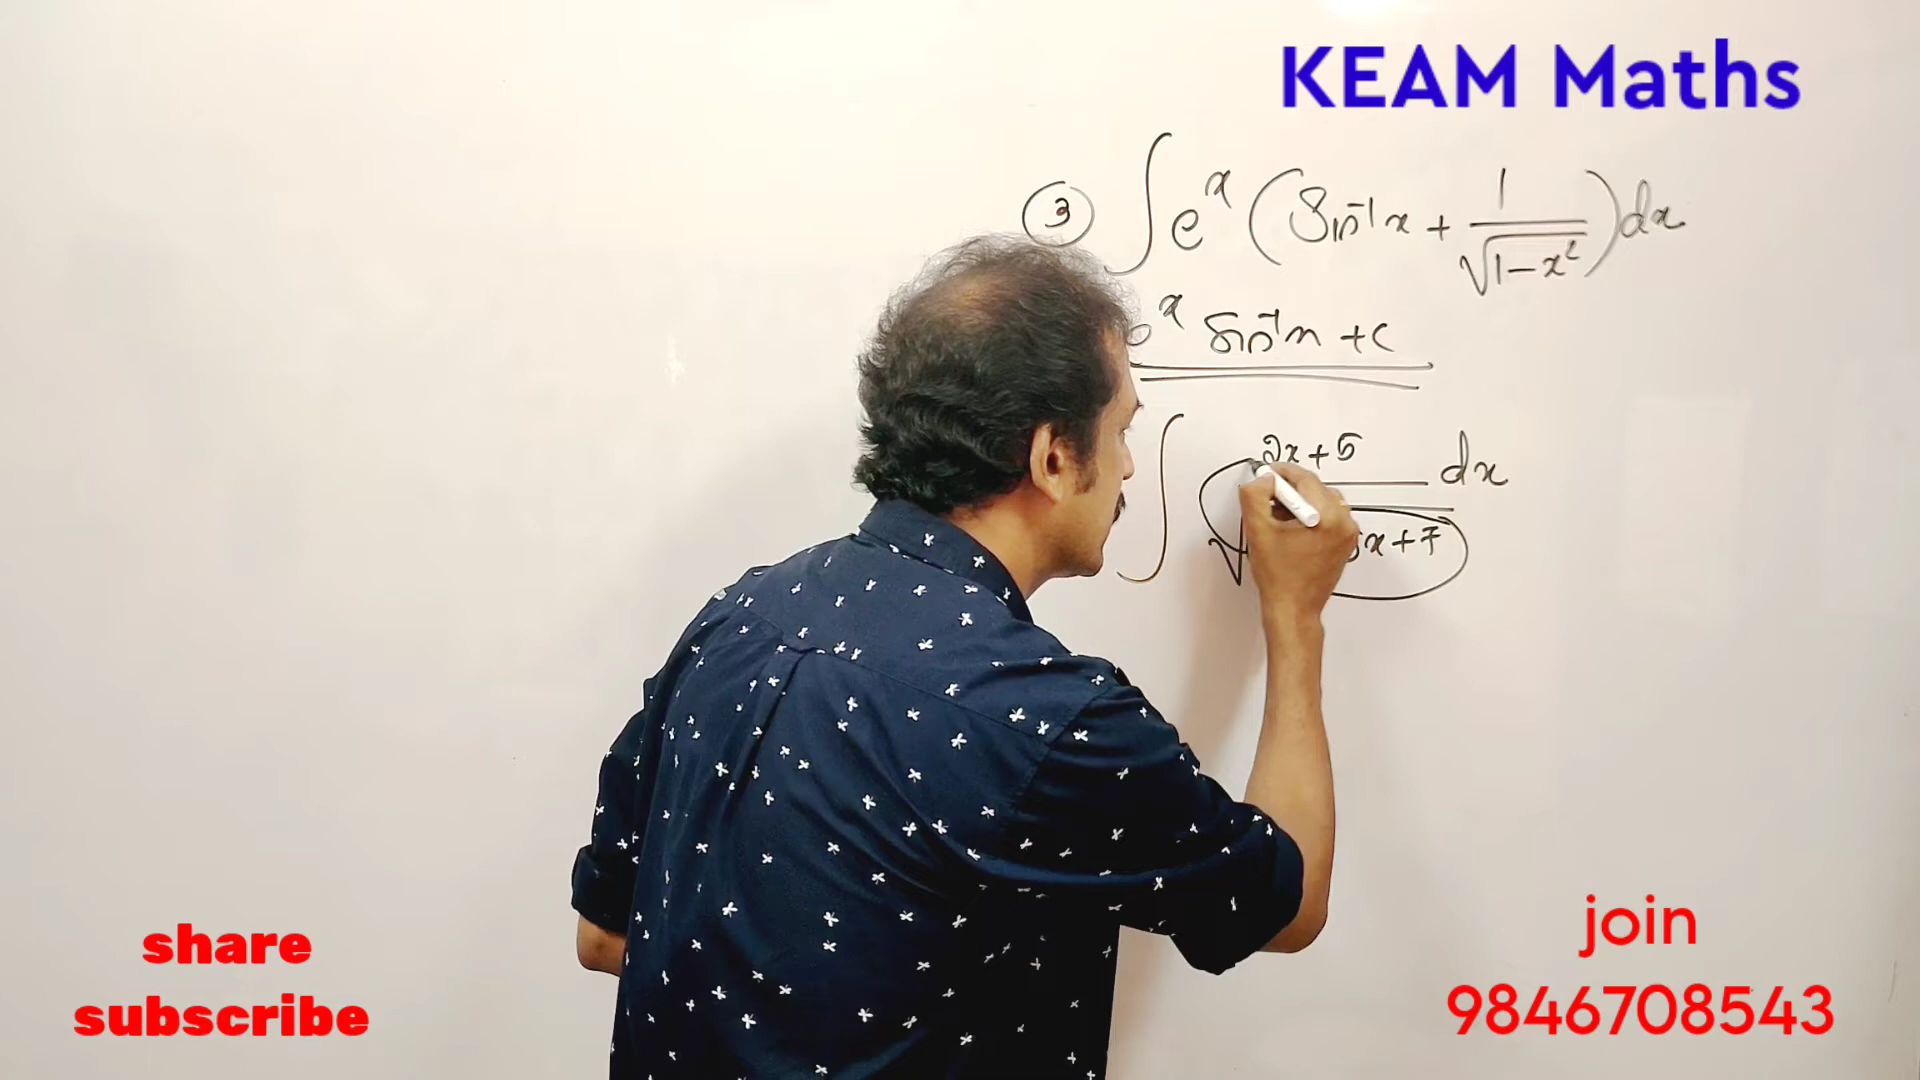 KEAM Maths
③ ∫ eˣ (Sin⁻¹x + 1/√(1-x²)) dx
ˣ Sin⁻¹x + c
∫ 2x+5 dx
√ x+7
share
subscribe
join
9846708543